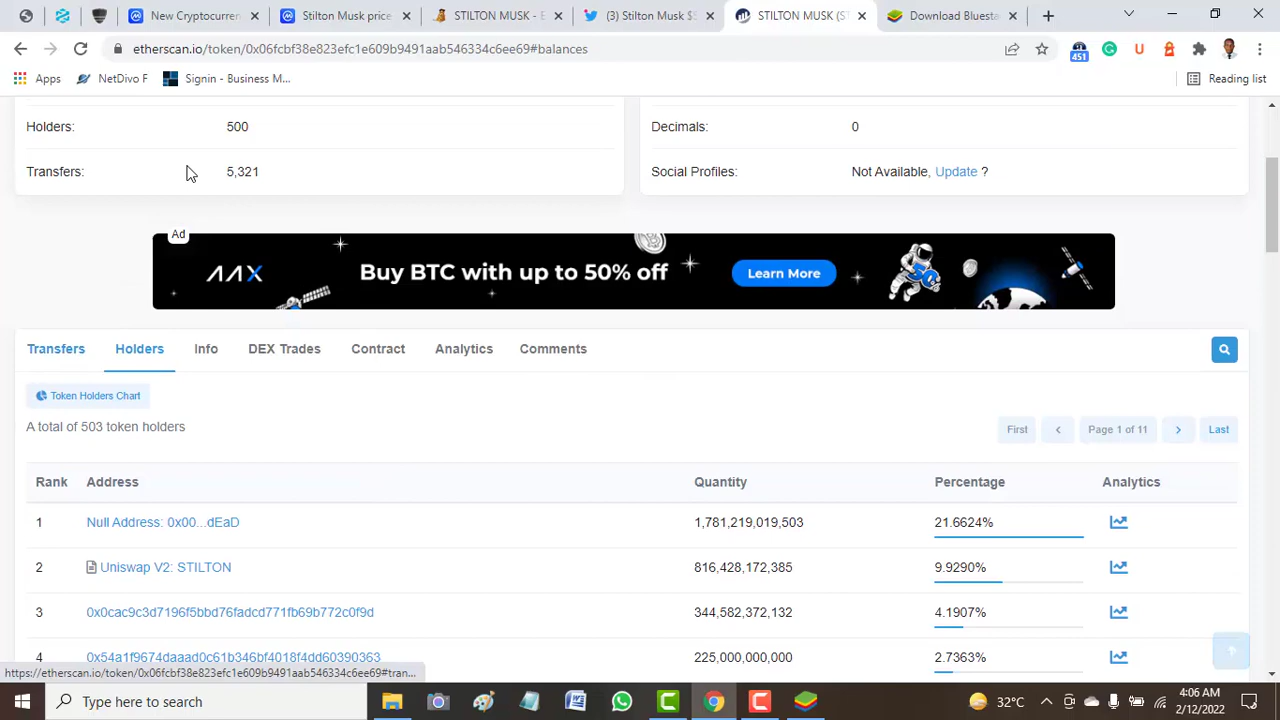 New Cryptocurren
Stilton Musk price
STILTON MUSK - E
(3) Stilton Musk $S
STILTON MUSK (ST
Download Bluesta
etherscan.io/token/0x06fcbf38e823efc1e609b9491aab546334c6ee69#balances
451
U
Apps
NetDivo F
Signin - Business M...
Reading list
Holders:
500
Decimals:
0
Transfers:
5,321
Social Profiles:
Not Available, Update ?
Ad
AAX
Buy BTC with up to 50% off
Learn More
Transfers
Holders
Info
DEX Trades
Contract
Analytics
Comments
Token Holders Chart
A total of 503 token holders
First
Page 1 of 11
Last
Rank Address Quantity Percentage Analytics
1 Null Address: 0x00...dEaD 1,781,219,019,503 21.6624%
2 Uniswap V2: STILTON 816,428,172,385 9.9290%
3 0x0cac9c3d7196f5bbd76fadcd771fb69b772c0f9d 344,582,372,132 4.1907%
4 0x54a1f9674daaad0c61b346bf4018f4dd60390363 225,000,000,000 2.7363%
https://etherscan.io/token/0x06fcbf38e823efc1e609b9491aab546334c6ee69#tran...
Type here to search
32°C
4:06 AM
2/12/2022